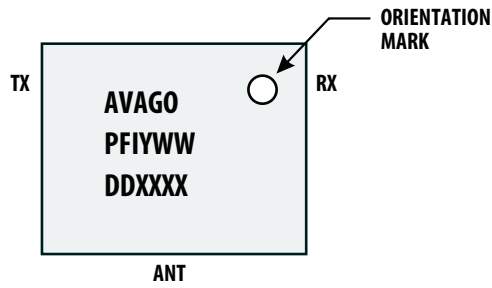 ORIENTATION
MARK
TX
RX
AVAGO
PFIYWW
DDXXXX
ANT